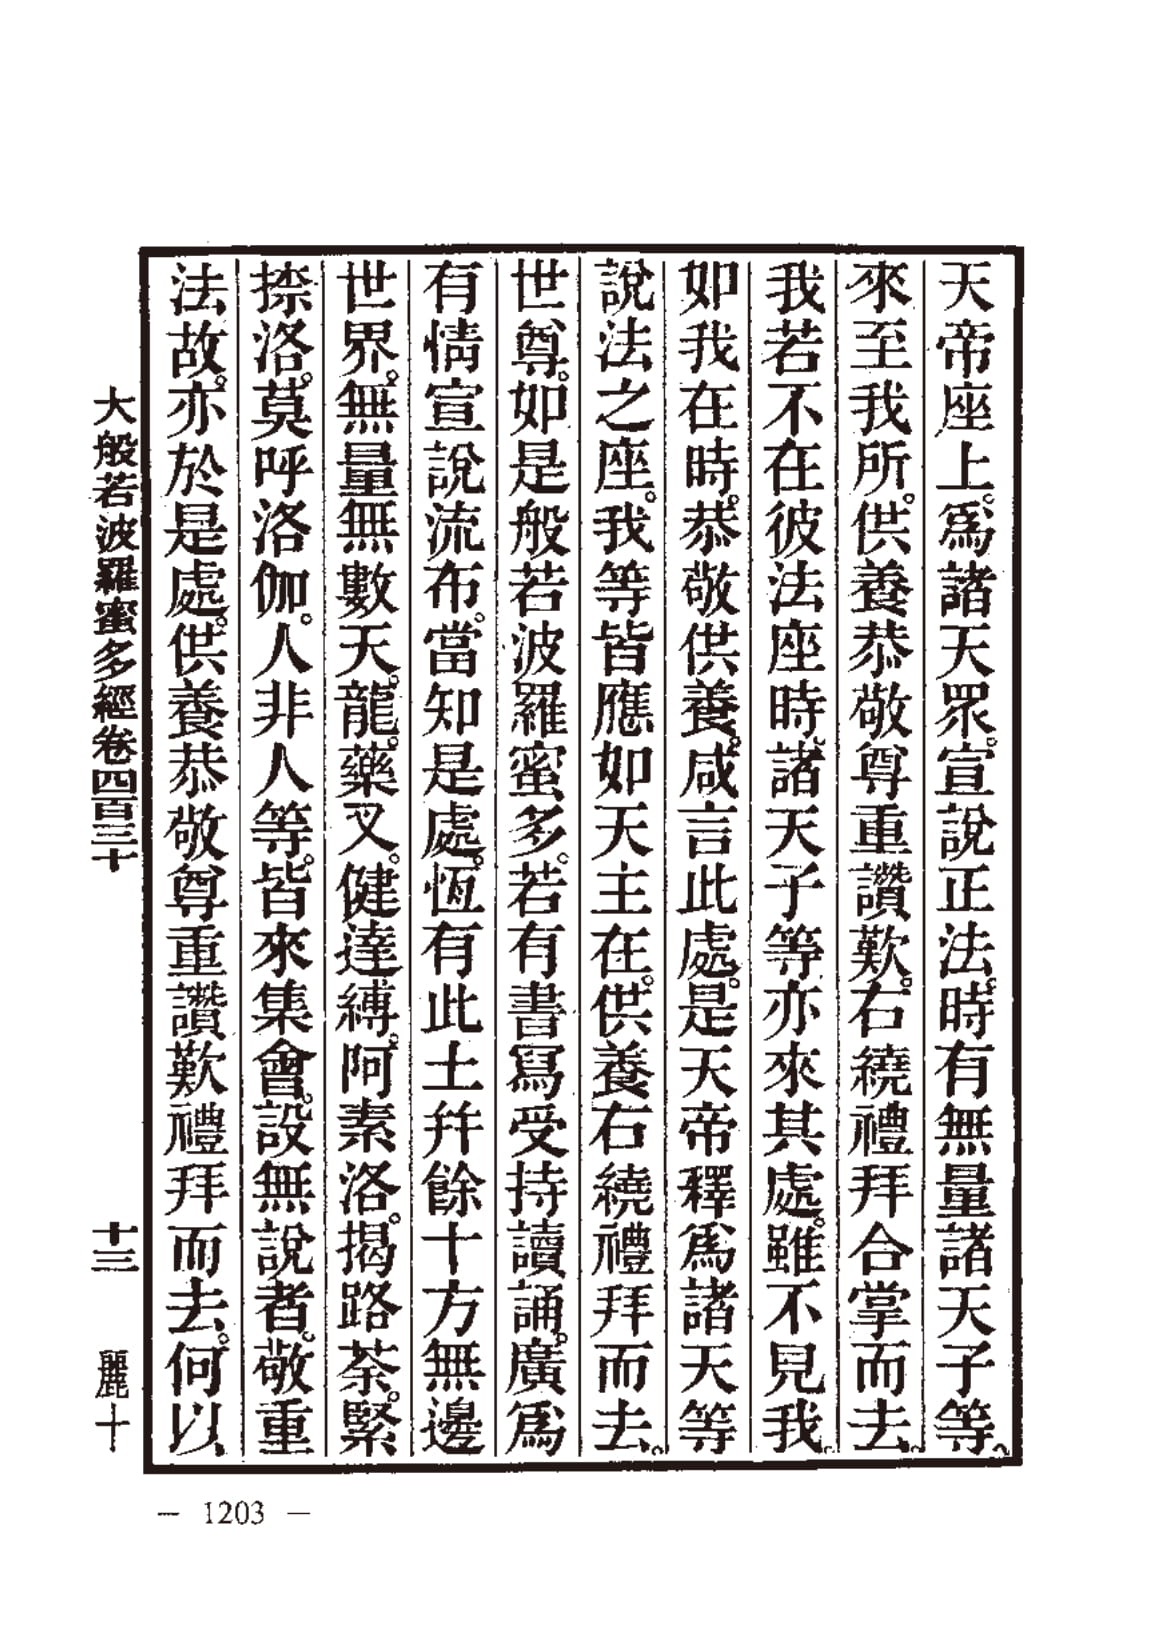 天帝座上。爲諸天眾。宣說正法。時有無量諸天子等。
來至我所。供養恭敬尊重讚歎。右繞禮拜合掌而去。
我若不在彼法座時。諸天子等亦來其處。雖不見我。
如我在時。恭敬供養。咸言此處。是天帝釋爲諸天等
說法之座。我等皆應如天主在。供養右繞禮拜而去。
世尊。如是般若波羅蜜多。若有書寫受持讀誦。廣爲
有情宣說流布。當知是處。恆有此土幷餘十方無邊
世界。無量無數天。龍。藥叉。健達縛。阿素洛。揭路荼。緊
捺洛。莫呼洛伽。人非人等。皆來集會。設無說者。敬重
法故。亦於是處。供養恭敬尊重讚歎禮拜而去。何以
大般若波羅蜜多經卷四百三十 十三 麗十
— 1203 —